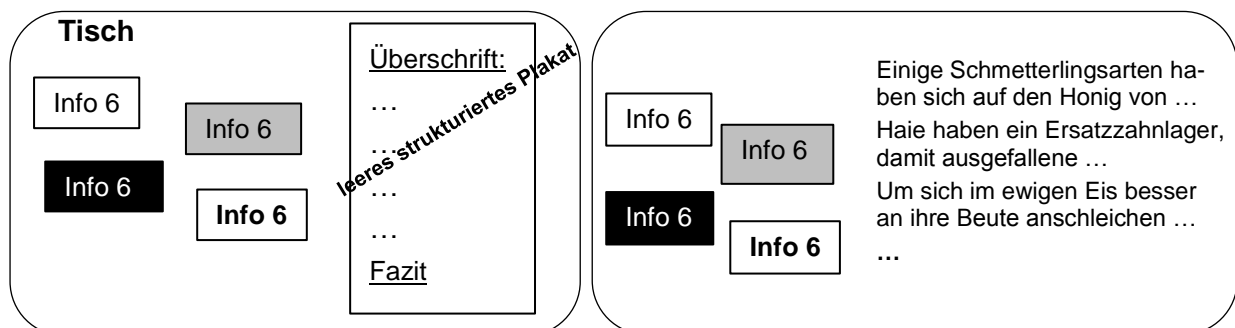 Tisch
Info 6
Info 6
Info 6
Info 6
Überschrift:
…
…
…
…
Fazit
leeres strukturiertes Plakat
Info 6
Info 6
Info 6
Info 6
Einige Schmetterlingsarten ha-
ben sich auf den Honig von …
Haie haben ein Ersatzzahnlager,
damit ausgefallene …
Um sich im ewigen Eis besser
an ihre Beute anschleichen …
…